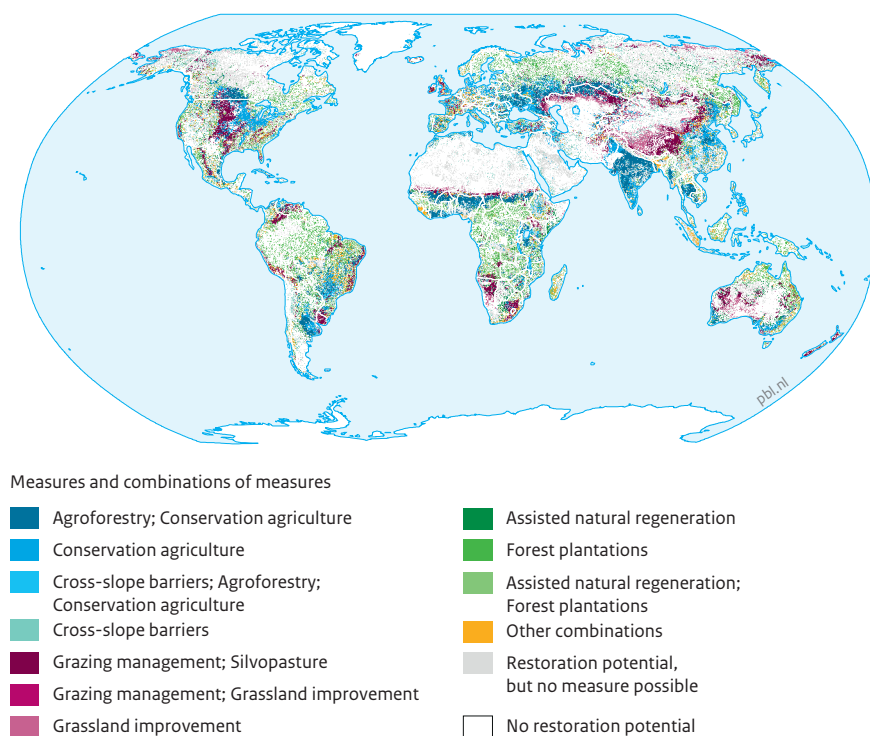 pbl.nl
Measures and combinations of measures
Agroforestry; Conservation agriculture
Conservation agriculture
Cross-slope barriers; Agroforestry;
Conservation agriculture
Cross-slope barriers
Grazing management; Silvopasture
Grazing management; Grassland improvement
Grassland improvement
Assisted natural regeneration
Forest plantations
Assisted natural regeneration;
Forest plantations
Other combinations
Restoration potential,
but no measure possible
No restoration potential